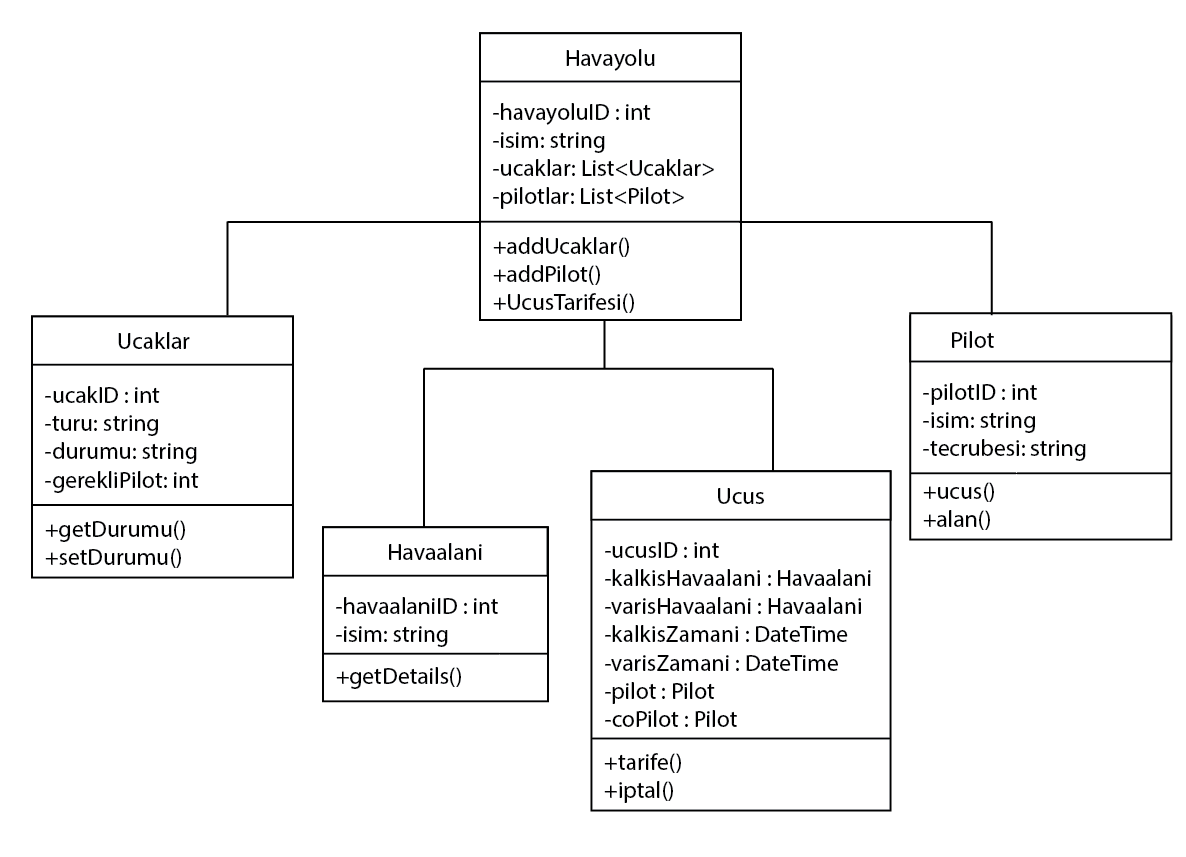 Havayolu
-havayoluID : int
-isim: string
-ucaklar: List<Ucaklar>
-pilotlar: List<Pilot>
+addUcaklar()
+addPilot()
+UcusTarifesi()
Ucaklar
-ucakID : int
-turu: string
-durumu: string
-gerekliPilot: int
+getDurumu()
+setDurumu()
Havaalani
-havaalaniID : int
-isim: string
+getDetails()
Ucus
-ucusID : int
-kalkisHavaalani : Havaalani
-varisHavaalani : Havaalani
-kalkisZamani : DateTime
-varisZamani : DateTime
-pilot : Pilot
-coPilot : Pilot
+tarife()
+iptal()
Pilot
-pilotID : int
-isim: string
-tecrubesi: string
+ucus()
+alan()